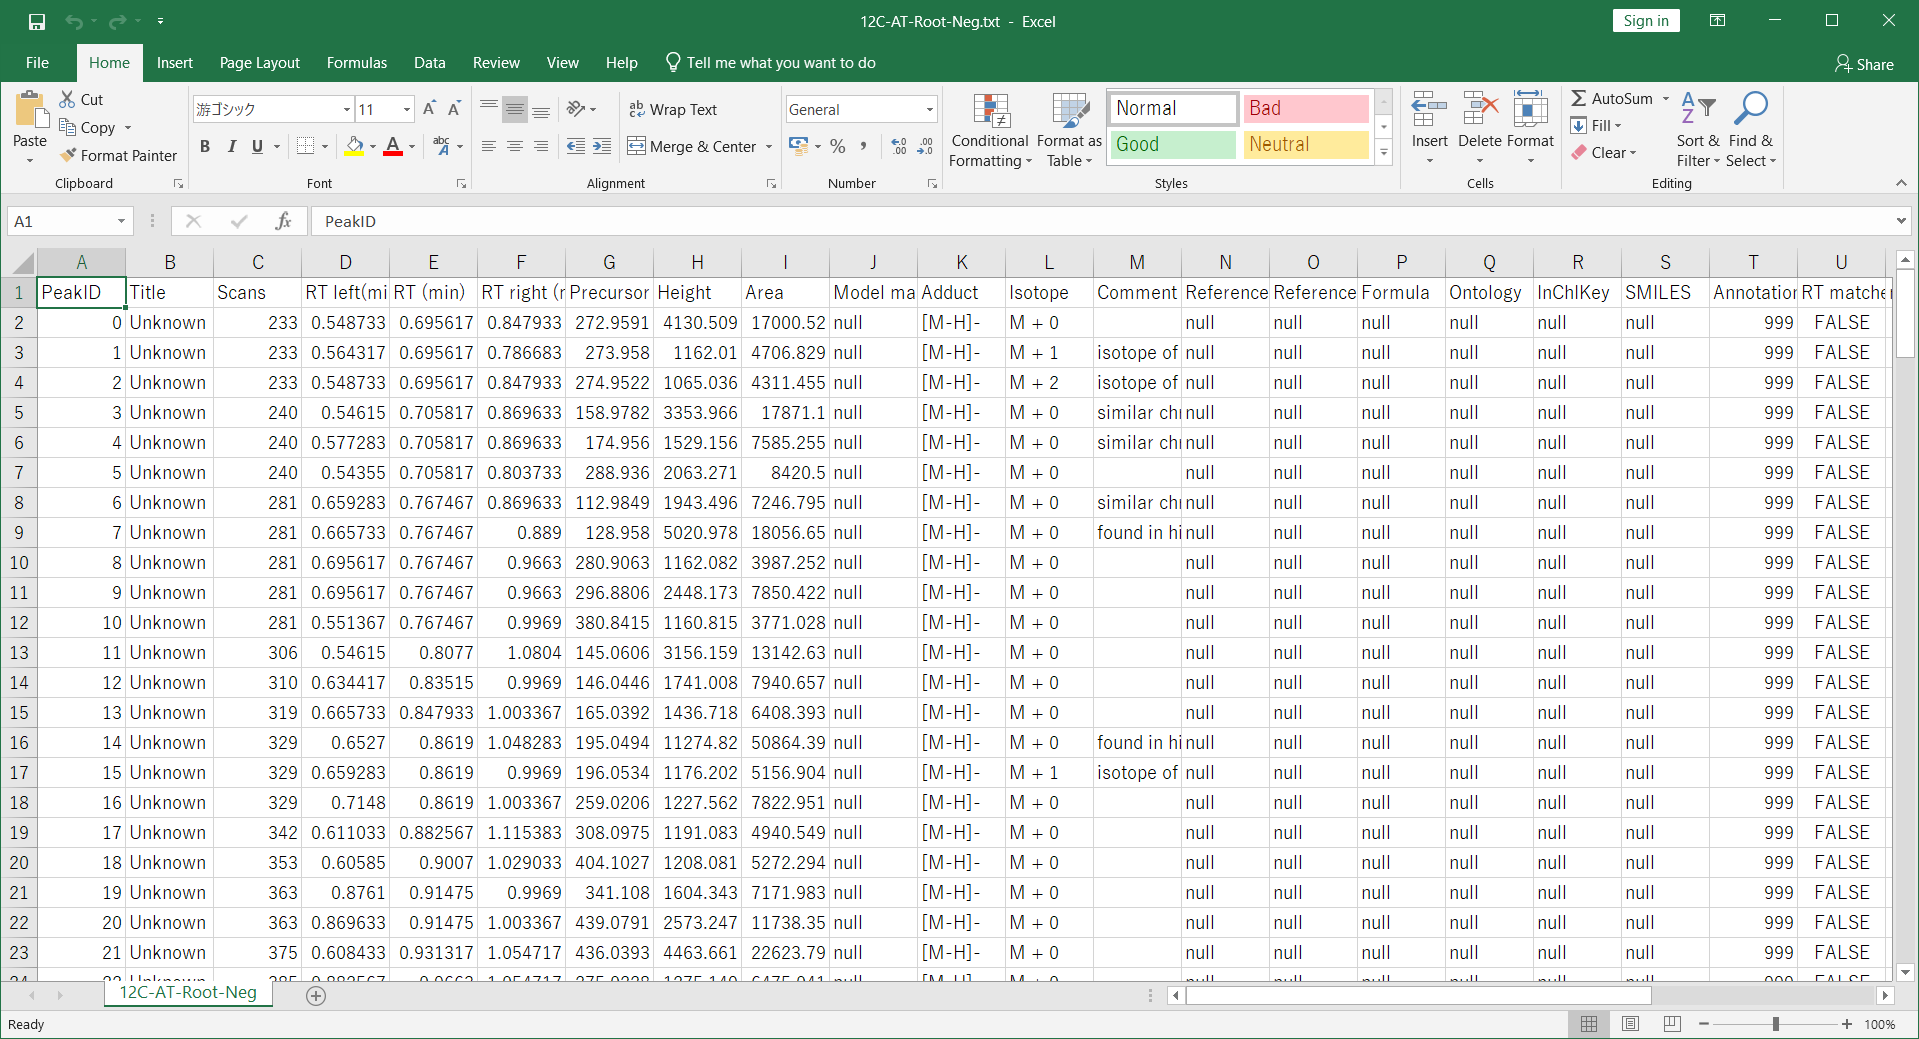 12C-AT-Root-Neg.txt - Excel
Sign in
File Home Insert Page Layout Formulas Data Review View Help Tell me what you want to do Share
Paste
Cut
Copy
Format Painter
Clipboard
游ゴシック 11
B I U
abc
Font
ab Wrap Text
Merge & Center
Alignment
General
%
Number
Conditional Formatting
Format as Table
Normal Bad
Good Neutral
Styles
Insert Delete Format
Cells
AutoSum
Fill
Clear
Sort & Filter
Find & Select
Editing
A1 fx PeakID
A B C D E F G H I J K L M N O P Q R S T U
1 PeakID Title Scans RT left(mi RT (min) RT right (r Precursor Height Area Model ma Adduct Isotope Comment Reference Reference Formula Ontology InChIKey SMILES Annotation RT matche
2 0 Unknown 233 0.548733 0.695617 0.847933 272.9591 4130.509 17000.52 null [M-H]- M + 0 null null null null null null 999 FALSE
3 1 Unknown 233 0.564317 0.695617 0.786683 273.958 1162.01 4706.829 null [M-H]- M + 1 isotope of null null null null null null 999 FALSE
4 2 Unknown 233 0.548733 0.695617 0.847933 274.9522 1065.036 4311.455 null [M-H]- M + 2 isotope of null null null null null null 999 FALSE
5 3 Unknown 240 0.54615 0.705817 0.869633 158.9782 3353.966 17871.1 null [M-H]- M + 0 similar chr null null null null null null 999 FALSE
6 4 Unknown 240 0.577283 0.705817 0.869633 174.956 1529.156 7585.255 null [M-H]- M + 0 similar chr null null null null null null 999 FALSE
7 5 Unknown 240 0.54355 0.705817 0.803733 288.936 2063.271 8420.5 null [M-H]- M + 0 null null null null null null 999 FALSE
8 6 Unknown 281 0.659283 0.767467 0.869633 112.9849 1943.496 7246.795 null [M-H]- M + 0 similar chr null null null null null null 999 FALSE
9 7 Unknown 281 0.665733 0.767467 0.889 128.958 5020.978 18056.65 null [M-H]- M + 0 found in hi null null null null null null 999 FALSE
10 8 Unknown 281 0.695617 0.767467 0.9663 280.9063 1162.082 3987.252 null [M-H]- M + 0 null null null null null null 999 FALSE
11 9 Unknown 281 0.695617 0.767467 0.9663 296.8806 2448.173 7850.422 null [M-H]- M + 0 null null null null null null 999 FALSE
12 10 Unknown 281 0.551367 0.767467 0.9969 380.8415 1160.815 3771.028 null [M-H]- M + 0 null null null null null null 999 FALSE
13 11 Unknown 306 0.54615 0.8077 1.0804 145.0606 3156.159 13142.63 null [M-H]- M + 0 null null null null null null 999 FALSE
14 12 Unknown 310 0.634417 0.83515 0.9969 146.0446 1741.008 7940.657 null [M-H]- M + 0 null null null null null null 999 FALSE
15 13 Unknown 319 0.665733 0.847933 1.003367 165.0392 1436.718 6408.393 null [M-H]- M + 0 null null null null null null 999 FALSE
16 14 Unknown 329 0.6527 0.8619 1.048283 195.0494 11274.82 50864.39 null [M-H]- M + 0 found in hi null null null null null null 999 FALSE
17 15 Unknown 329 0.659283 0.8619 0.9969 196.0534 1176.202 5156.904 null [M-H]- M + 1 isotope of null null null null null null 999 FALSE
18 16 Unknown 329 0.7148 0.8619 1.003367 259.0206 1227.562 7822.951 null [M-H]- M + 0 null null null null null null 999 FALSE
19 17 Unknown 342 0.611033 0.882567 1.115383 308.0975 1191.083 4940.549 null [M-H]- M + 0 null null null null null null 999 FALSE
20 18 Unknown 353 0.60585 0.9007 1.029033 404.1027 1208.081 5272.294 null [M-H]- M + 0 null null null null null null 999 FALSE
21 19 Unknown 363 0.8761 0.91475 0.9969 341.108 1604.343 7171.983 null [M-H]- M + 0 null null null null null null 999 FALSE
22 20 Unknown 363 0.869633 0.91475 1.003367 439.0791 2573.247 11738.35 null [M-H]- M + 0 null null null null null null 999 FALSE
23 21 Unknown 375 0.608433 0.931317 1.054717 436.0393 4463.661 22623.79 null [M-H]- M + 0 null null null null null null 999 FALSE
12C-AT-Root-Neg
Ready 100%